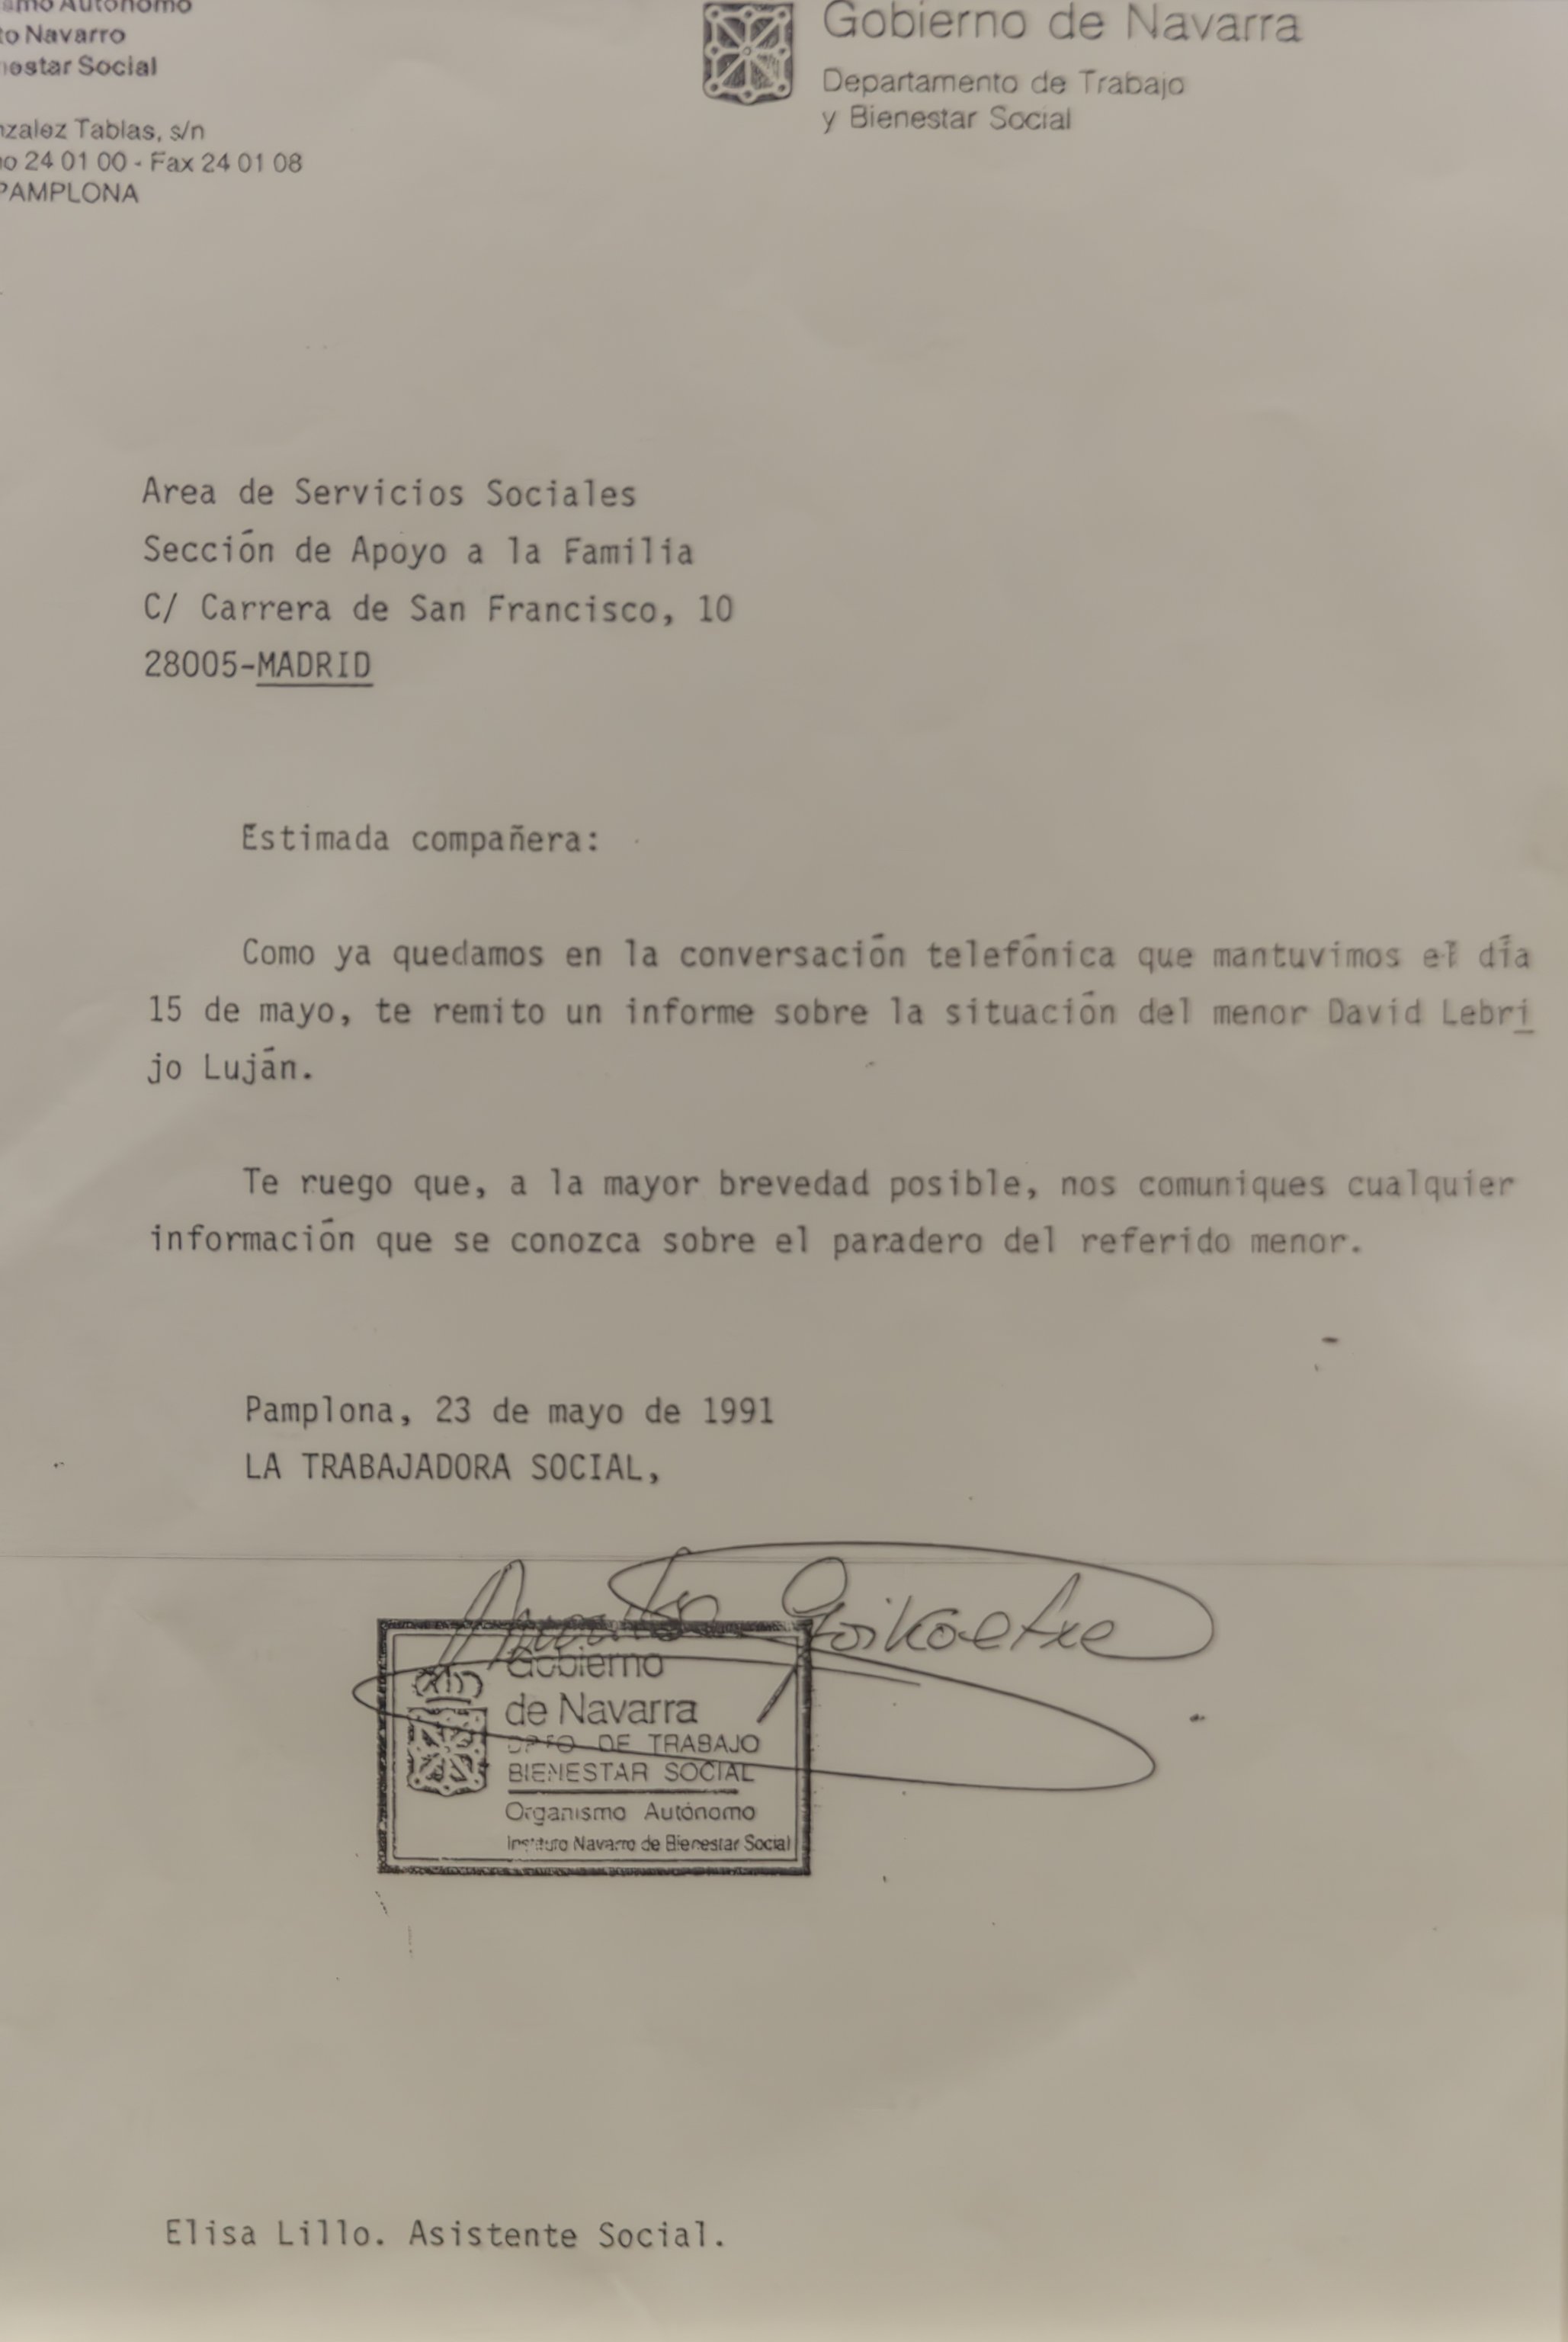 Autónomo
to Navarro
nestar Social
nzalez Tablas, s/n
no 24 01 00 - Fax 24 01 08
PAMPLONA
Gobierno de Navarra
Departamento de Trabajo
y Bienestar Social
Area de Servicios Sociales
Sección de Apoyo a la Familia
C/ Carrera de San Francisco, 10
28005-MADRID
Estimada compañera:
Como ya quedamos en la conversación telefónica que mantuvimos el día
15 de mayo, te remito un informe sobre la situación del menor David Lebri
jo Luján.
Te ruego que, a la mayor brevedad posible, nos comuniques cualquier
información que se conozca sobre el paradero del referido menor.
Pamplona, 23 de mayo de 1991
LA TRABAJADORA SOCIAL,
Goikoetxe
Gobierno
de Navarra
DPTO. DE TRABAJO
BIENESTAR SOCIAL
Organismo Autónomo
Instituto Navarro de Bienestar Social
Elisa Lillo. Asistente Social.